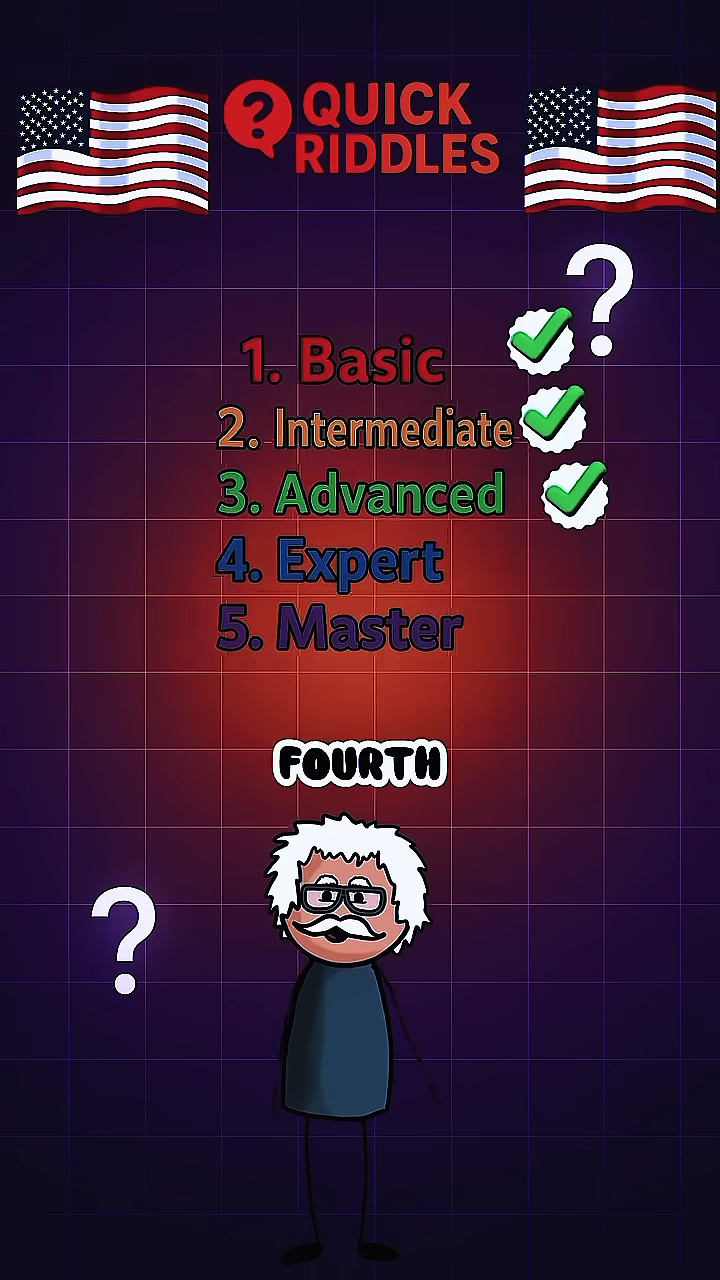 QUICK
RIDDLES
1. Basic
2. Intermediate
3. Advanced
4. Expert
5. Master
FOURTH